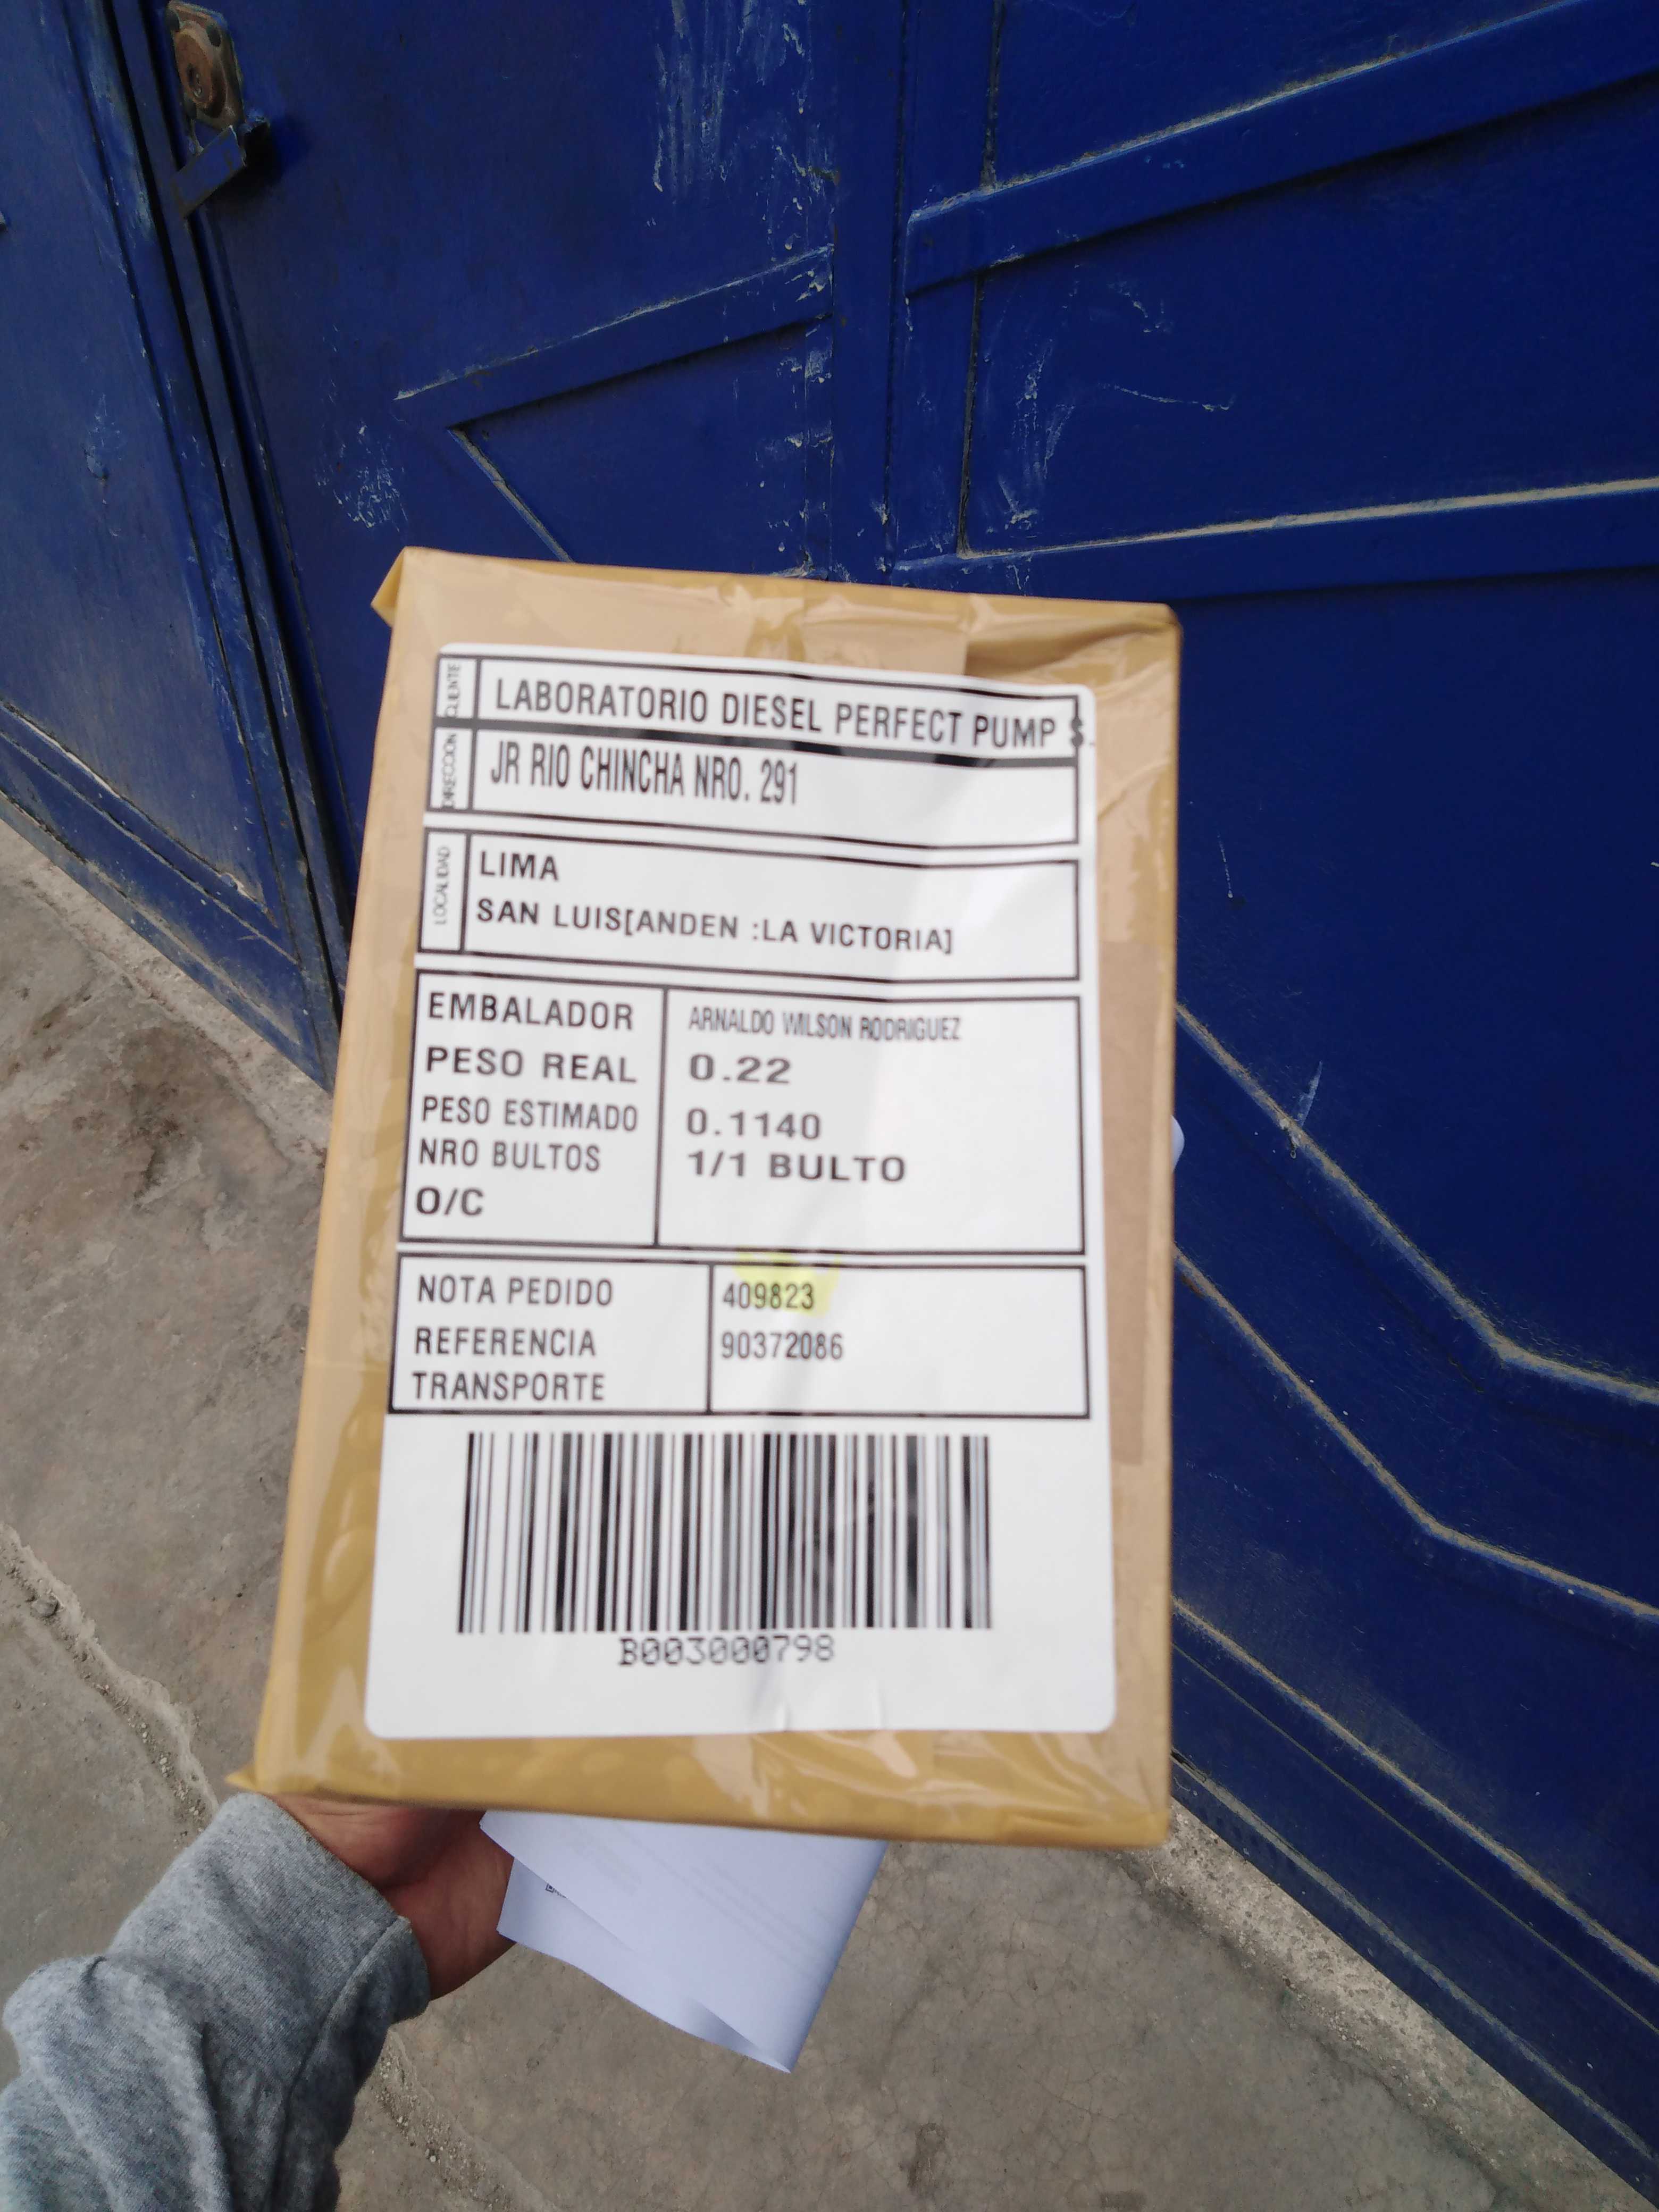 CLIENTE
LABORATORIO DIESEL PERFECT PUMP S.
DIRECCION
JR RIO CHINCHA NRO. 291
LOCALIDAD
LIMA
SAN LUIS[ANDEN :LA VICTORIA]
EMBALADOR ARNALDO WILSON RODRIGUEZ
PESO REAL 0.22
PESO ESTIMADO 0.1140
NRO BULTOS 1/1 BULTO
O/C
NOTA PEDIDO 409823
REFERENCIA 90372086
TRANSPORTE
B003000798